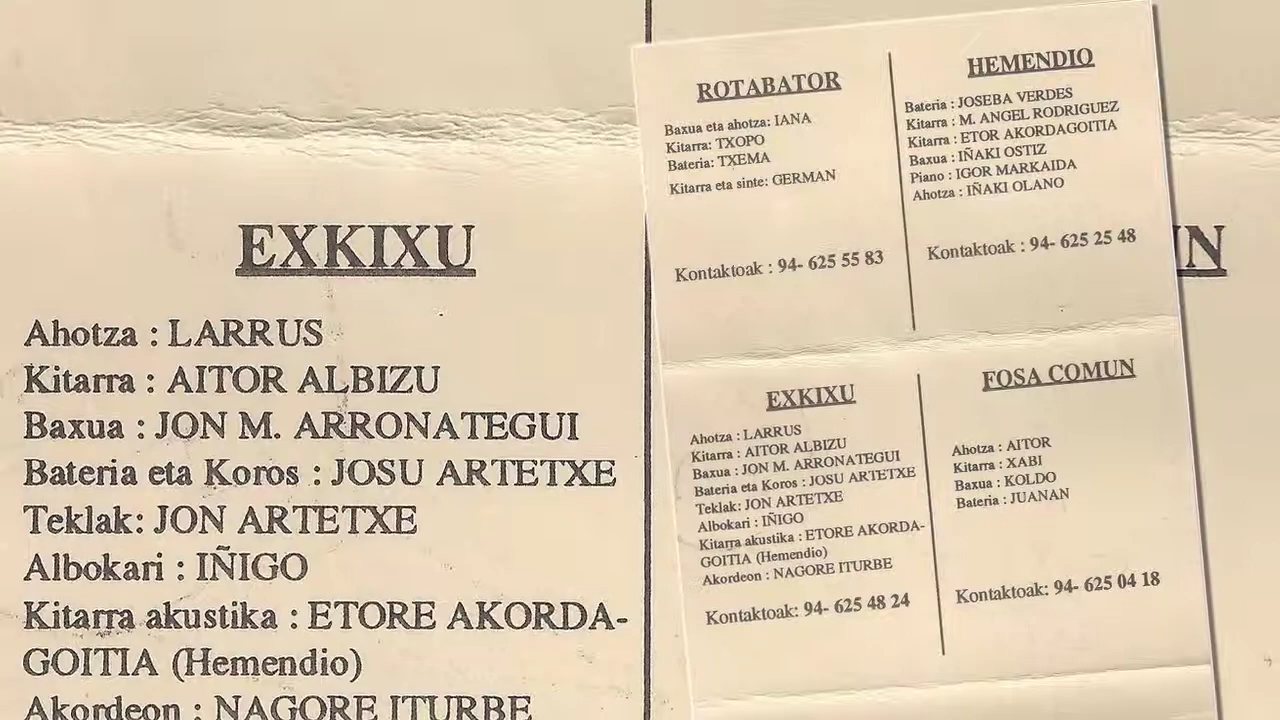 EXKIXU
Ahotza : LARRUS
Kitarra : AITOR ALBIZU
Baxua : JON M. ARRONATEGUI
Bateria eta Koros : JOSU ARTETXE
Teklak: JON ARTETXE
Albokari : IÑIGO
Kitarra akustika : ETORE AKORDA-
GOITIA (Hemendio)
Akordeon : NAGORE ITURBE
ROTABATOR
Baxua eta ahotza: IANA
Kitarra: TXOPO
Bateria: TXEMA
Kitarra eta sinte: GERMAN
Kontaktoak : 94- 625 55 83
HEMENDIO
Bateria : JOSEBA VERDES
Kitarra : M. ANGEL RODRIGUEZ
Kitarra : ETOR AKORDAGOITIA
Baxua : IÑAKI OSTIZ
Piano : IGOR MARKAIDA
Ahotza : IÑAKI OLANO
Kontaktoak : 94- 625 25 48
EXKIXU
Ahotza : LARRUS
Kitarra : AITOR ALBIZU
Baxua : JON M. ARRONATEGUI
Bateria eta Koros : JOSU ARTETXE
Teklak: JON ARTETXE
Albokari : IÑIGO
Kitarra akustika : ETORE AKORDA-
GOITIA (Hemendio)
Akordeon : NAGORE ITURBE
Kontaktoak: 94- 625 48 24
FOSA COMUN
Ahotza : AITOR
Kitarra : XABI
Baxua : KOLDO
Bateria : JUANAN
Kontaktoak: 94- 625 04 18